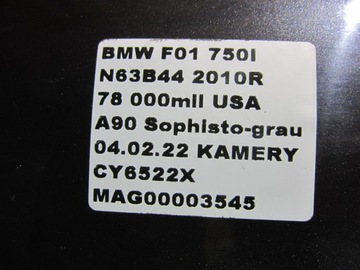 BMW F01 750I
N63B44 2010R
78 000mil USA
A90 Sophisto-grau
04.02.22 KAMERY
CY6522X
MAG00003545